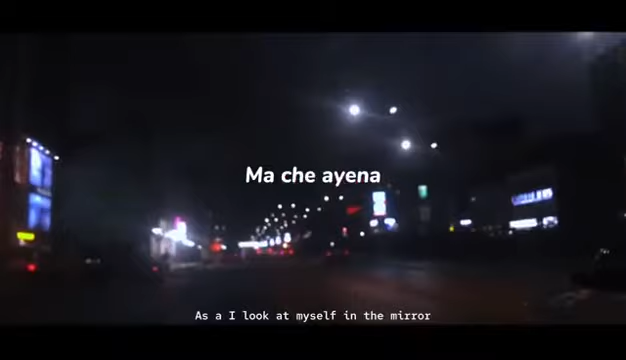 Ma che ayena
As a I look at myself in the mirror